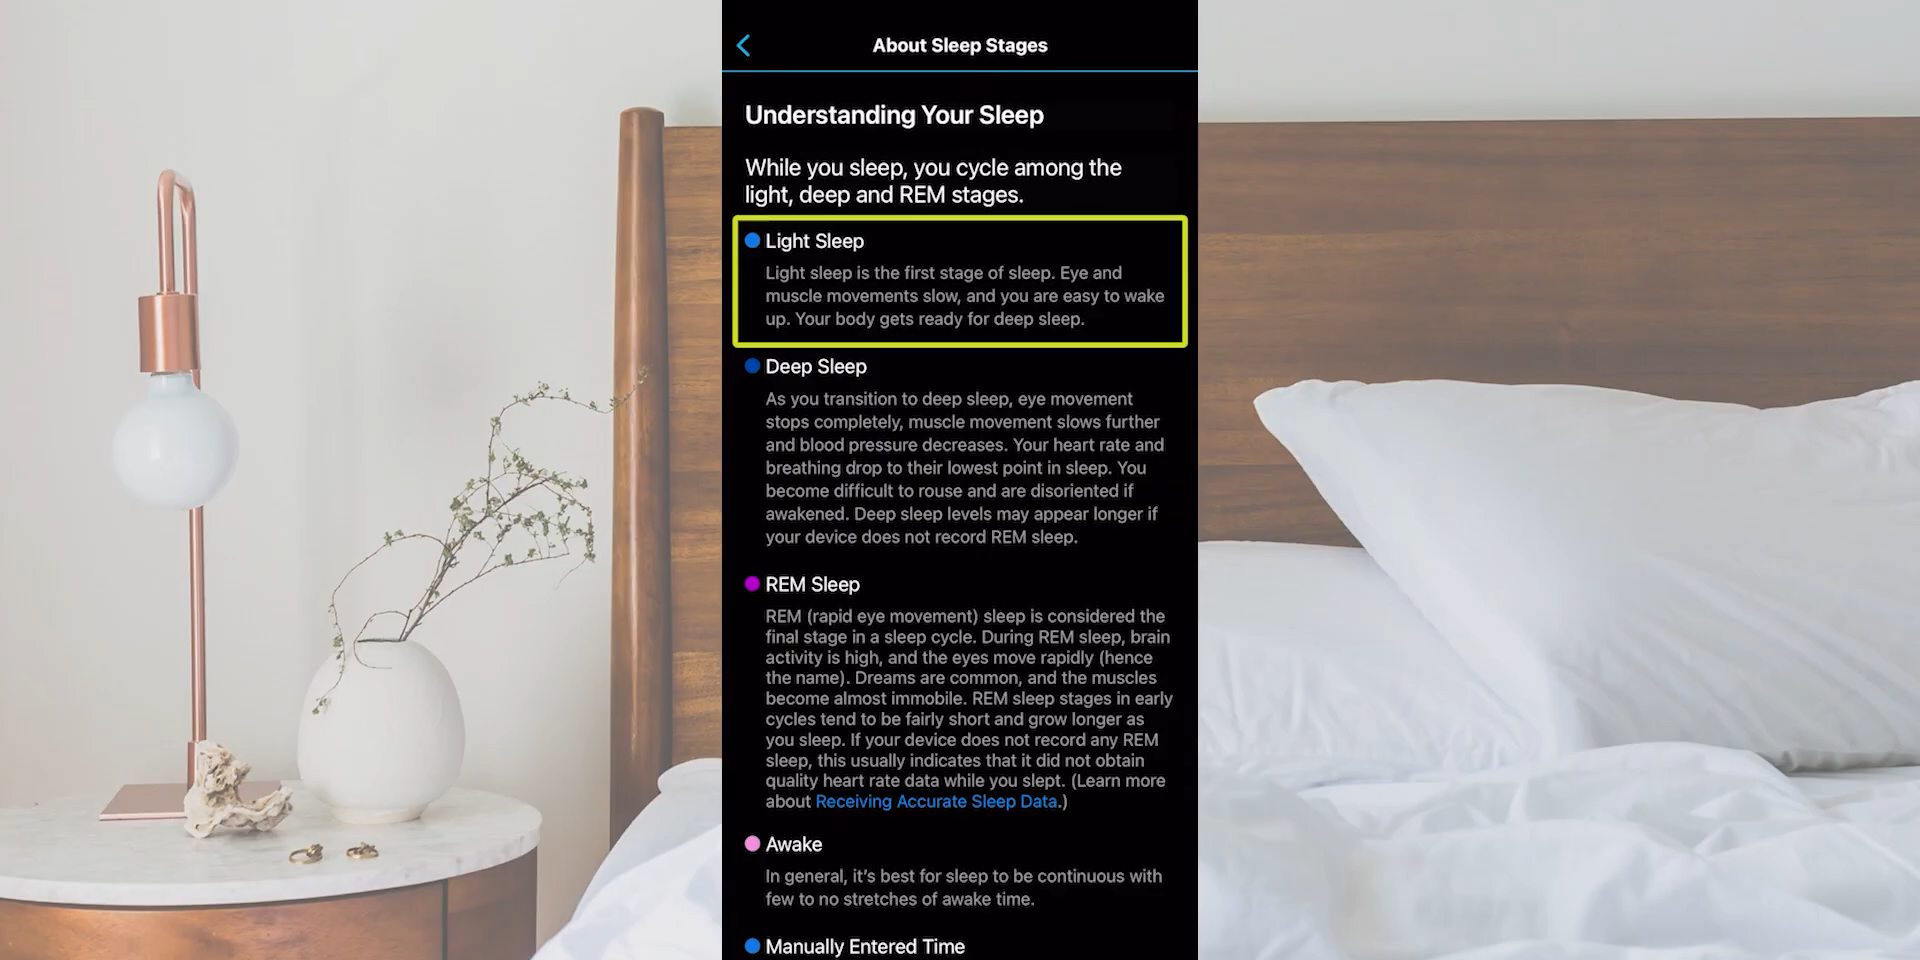 About Sleep Stages
Understanding Your Sleep
While you sleep, you cycle among the
light, deep and REM stages.
Light Sleep
Light sleep is the first stage of sleep. Eye and
muscle movements slow, and you are easy to wake
up. Your body gets ready for deep sleep.
Deep Sleep
As you transition to deep sleep, eye movement
stops completely, muscle movement slows further
and blood pressure decreases. Your heart rate and
breathing drop to their lowest point in sleep. You
become difficult to rouse and are disoriented if
awakened. Deep sleep levels may appear longer if
your device does not record REM sleep.
REM Sleep
REM (rapid eye movement) sleep is considered the
final stage in a sleep cycle. During REM sleep, brain
activity is high, and the eyes move rapidly (hence
the name). Dreams are common, and the muscles
become almost immobile. REM sleep stages in early
cycles tend to be fairly short and grow longer as
you sleep. If your device does not record any REM
sleep, this usually indicates that it did not obtain
quality heart rate data while you slept. (Learn more
about Receiving Accurate Sleep Data.)
Awake
In general, it's best for sleep to be continuous with
few to no stretches of awake time.
Manually Entered Time